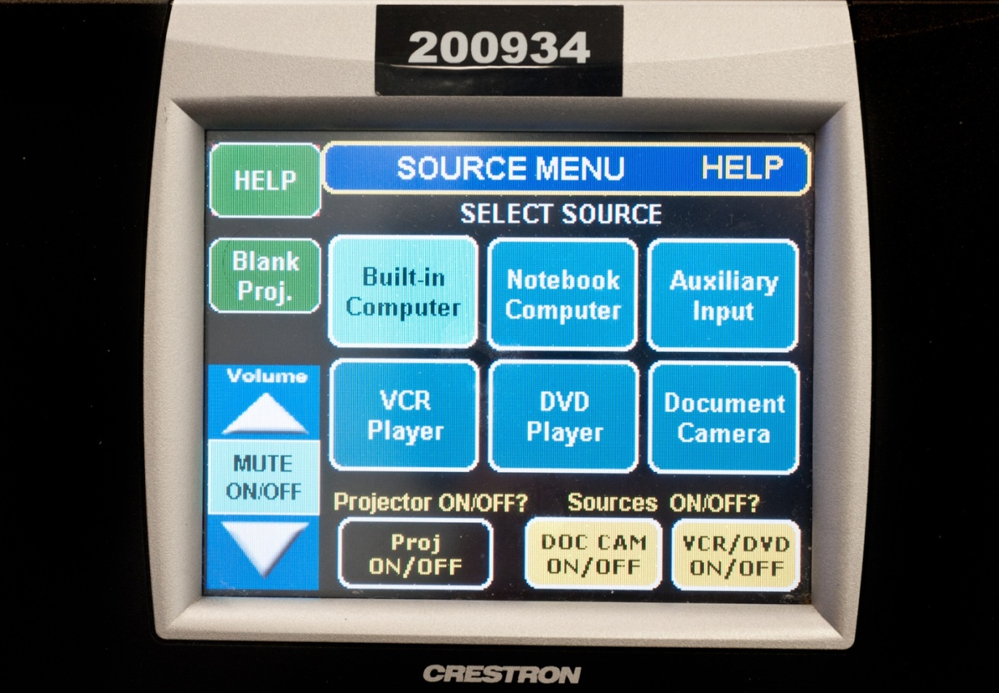 200934
HELP
SOURCE MENU HELP
SELECT SOURCE
Blank
Proj.
Built-in
Computer
Notebook
Computer
Auxiliary
Input
Volume
MUTE
ON/OFF
VCR
Player
DVD
Player
Document
Camera
Projector ON/OFF?
Sources ON/OFF?
Proj
ON/OFF
DOC CAM
ON/OFF
VCR/DVD
ON/OFF
CRESTRON